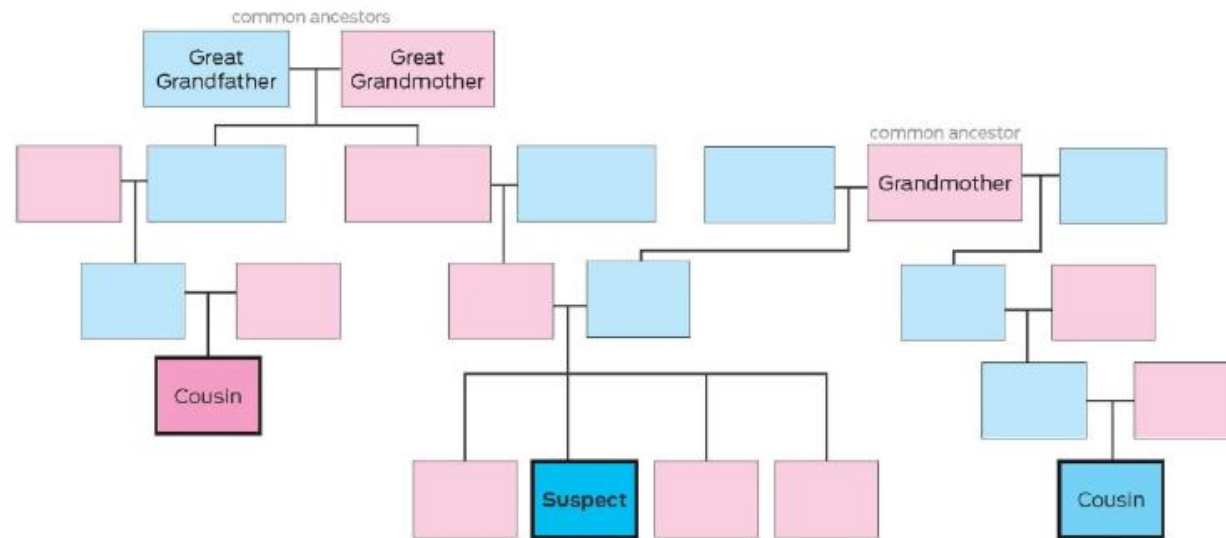 common ancestors
Great
Grandfather
Great
Grandmother
common ancestor
Grandmother
Cousin
Suspect
Cousin